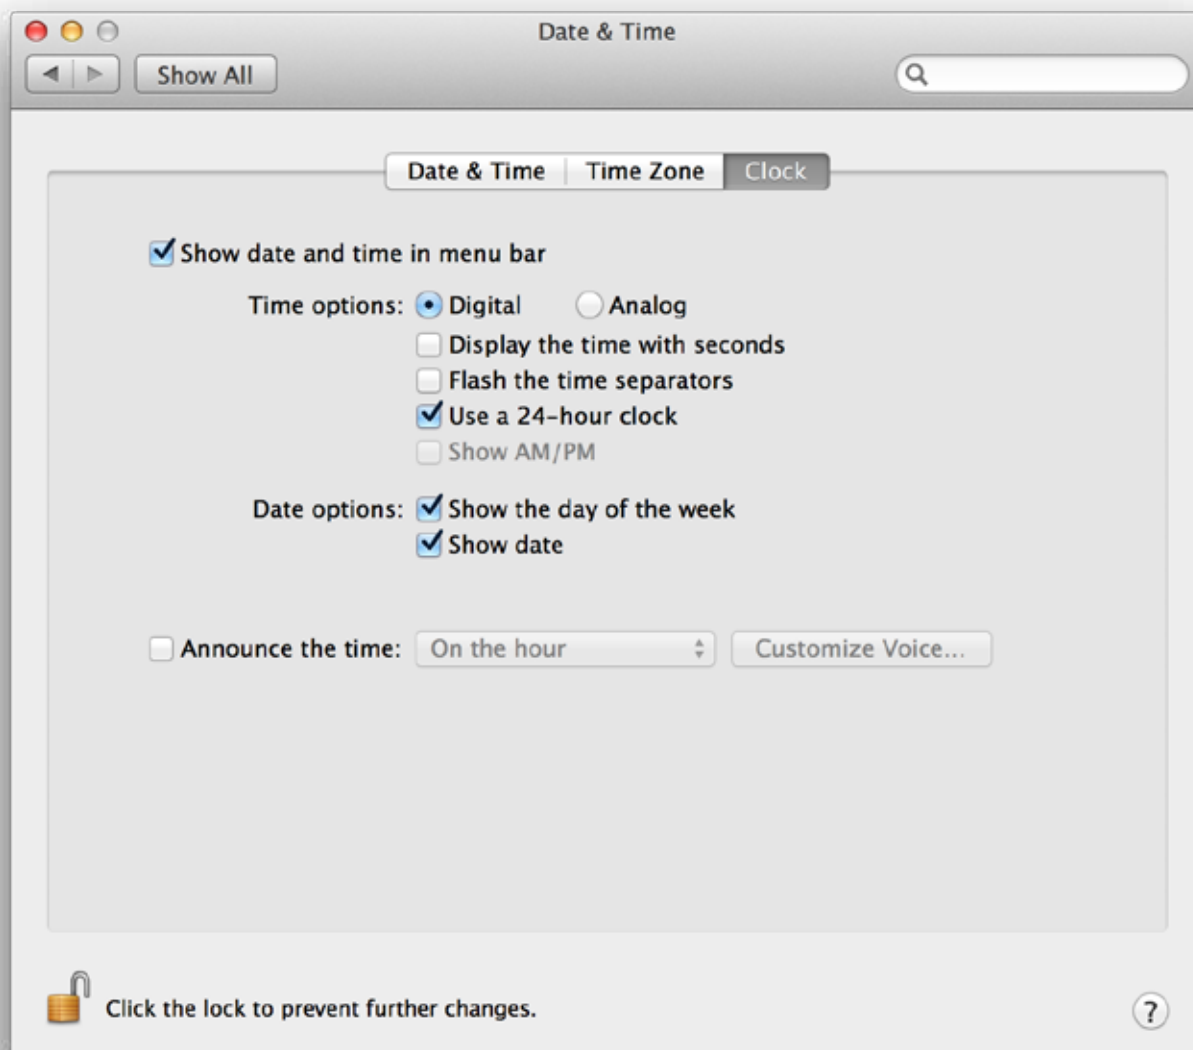 Date & Time
Show All
Date & Time Time Zone Clock
Show date and time in menu bar
Time options: Digital Analog
Display the time with seconds
Flash the time separators
Use a 24-hour clock
Show AM/PM
Date options: Show the day of the week
Show date
Announce the time: On the hour Customize Voice...
Click the lock to prevent further changes.
?